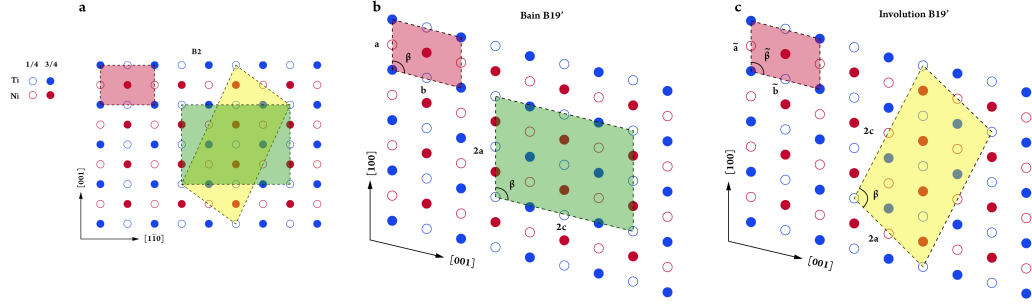 a
B2
1/4 3/4
Ti
Ni
[001]
[11̄0]
b
Bain B19'
a
β
b
2a
β
2c
[100]
[001]
c
Involution B19'
ã
β̃
b̃
2c
β
2a
[100]
[001]